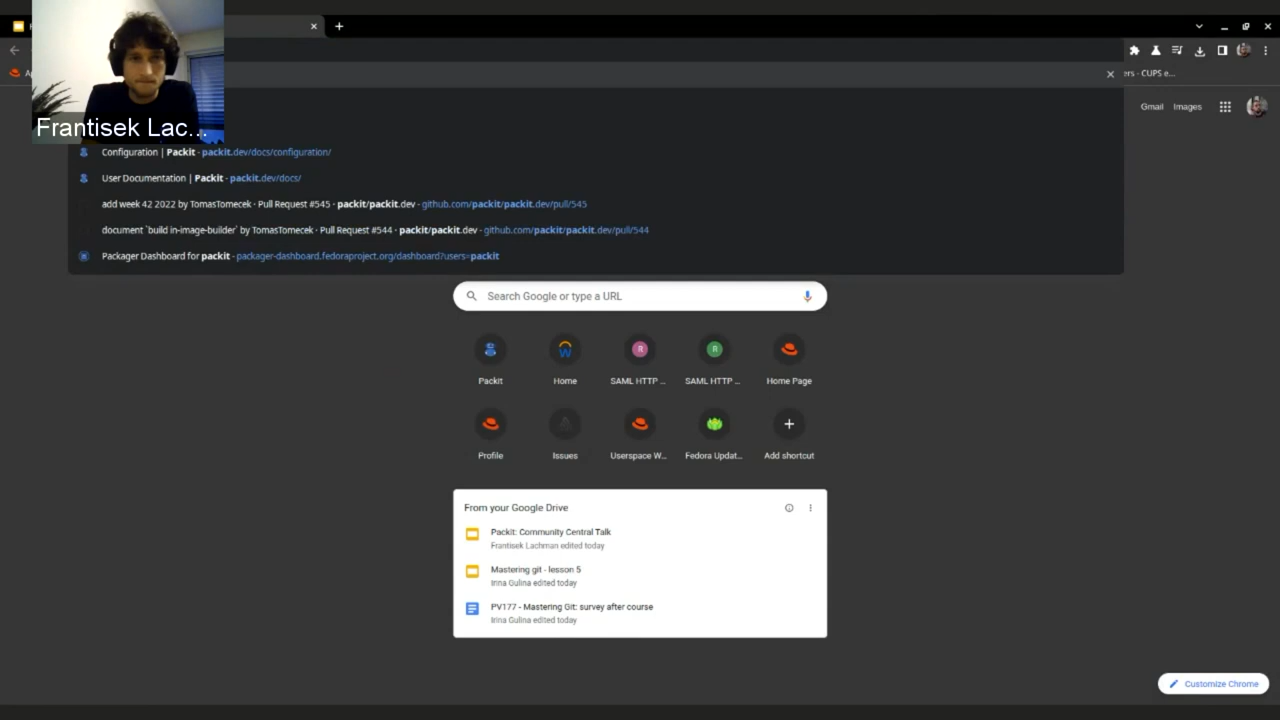 ers - CUPS e...
Gmail Images
Frantisek Lac...
Configuration | Packit - packit.dev/docs/configuration/
User Documentation | Packit - packit.dev/docs/
add week 42 2022 by TomasTomecek · Pull Request #545 · packit/packit.dev - github.com/packit/packit.dev/pull/545
document `build in-image-builder` by TomasTomecek · Pull Request #544 · packit/packit.dev - github.com/packit/packit.dev/pull/544
Packager Dashboard for packit - packager-dashboard.fedoraproject.org/dashboard?users=packit
Search Google or type a URL
R R
Packit Home SAML HTTP ... SAML HTTP ... Home Page
Profile Issues Userspace W... Fedora Updat... Add shortcut
From your Google Drive
Packit: Community Central Talk
Frantisek Lachman edited today
Mastering git - lesson 5
Irina Gulina edited today
PV177 - Mastering Git: survey after course
Irina Gulina edited today
Customize Chrome